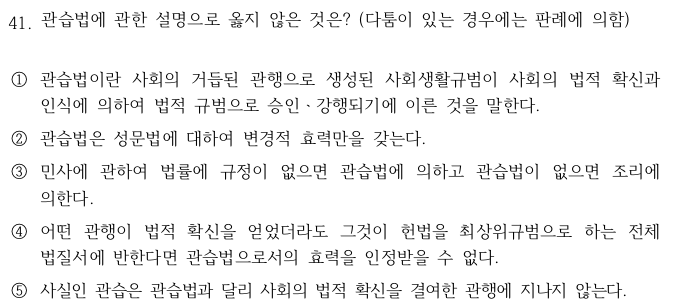 41. 관습법에 관한 설명으로 옳지 않은 것은? (다툼이 있는 경우에는 판례에 의함)
① 관습법이란 사회의 거듭된 관행으로 생성된 사회생활규범이 사회의 법적 확신과
인식에 의하여 법적 규범으로 승인·강행되기에 이른 것을 말한다.
② 관습법은 성문법에 대하여 변경적 효력만을 갖는다.
③ 민사에 관하여 법률에 규정이 없으면 관습법에 의하고 관습법이 없으면 조리에
의한다.
④ 어떤 관행이 법적 확신을 얻었더라도 그것이 헌법을 최상위규범으로 하는 전체
법질서에 반한다면 관습법으로서의 효력을 인정받을 수 없다.
⑤ 사실인 관습은 관습법과 달리 사회의 법적 확신을 결여한 관행에 지나지 않는다.